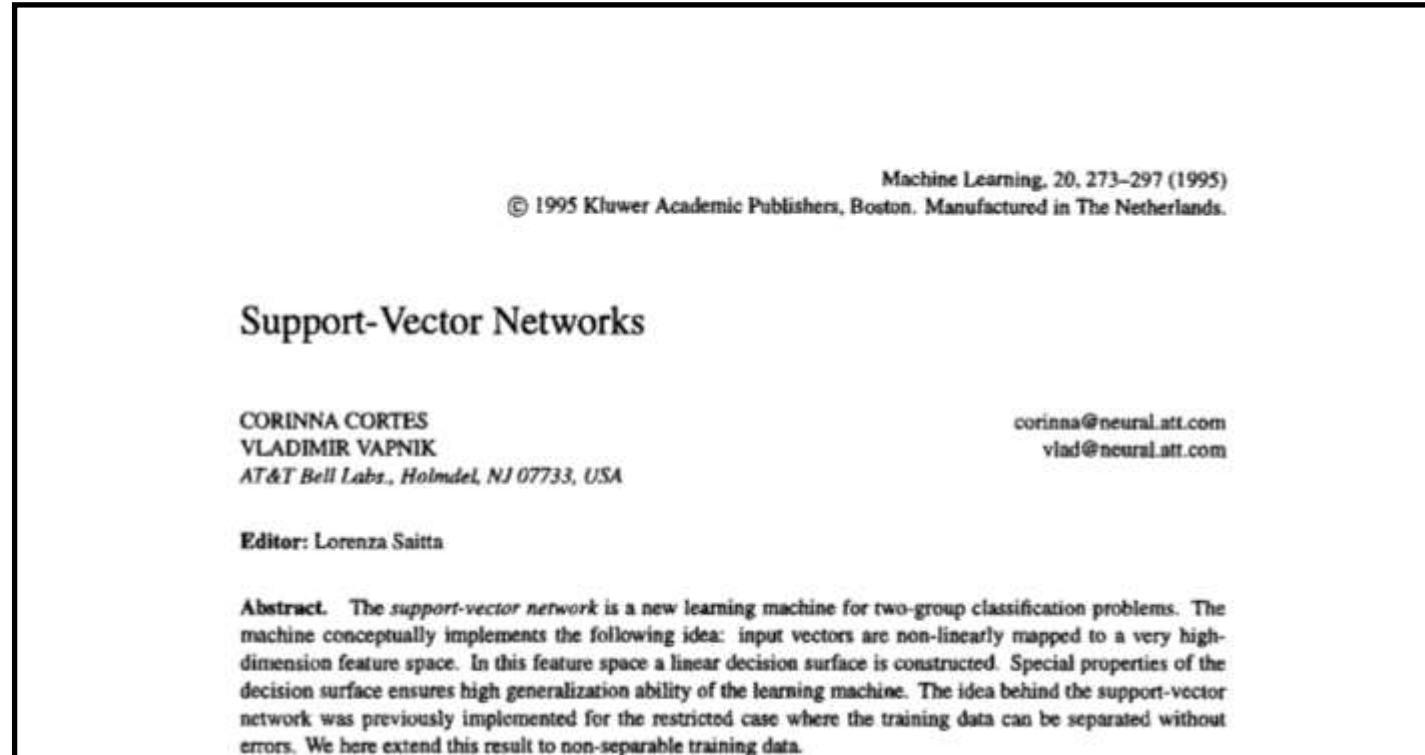 Machine Learning, 20, 273–297 (1995)
© 1995 Kluwer Academic Publishers, Boston. Manufactured in The Netherlands.
Support-Vector Networks
CORINNA CORTES corinna@neural.att.com
VLADIMIR VAPNIK vlad@neural.att.com
AT&T Bell Labs., Holmdel, NJ 07733, USA
Editor: Lorenza Saitta
Abstract. The support-vector network is a new learning machine for two-group classification problems. The
machine conceptually implements the following idea: input vectors are non-linearly mapped to a very high-
dimension feature space. In this feature space a linear decision surface is constructed. Special properties of the
decision surface ensures high generalization ability of the learning machine. The idea behind the support-vector
network was previously implemented for the restricted case where the training data can be separated without
errors. We here extend this result to non-separable training data.